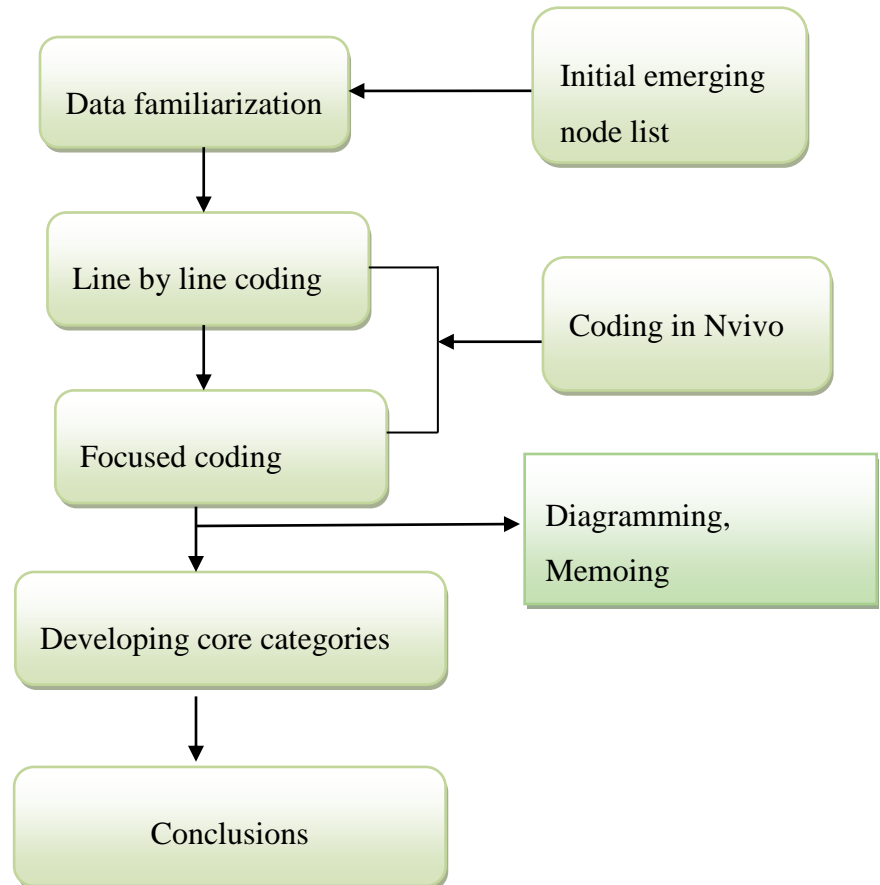 Data familiarization
Initial emerging
node list
Line by line coding
Coding in Nvivo
Focused coding
Diagramming,
Memoing
Developing core categories
Conclusions